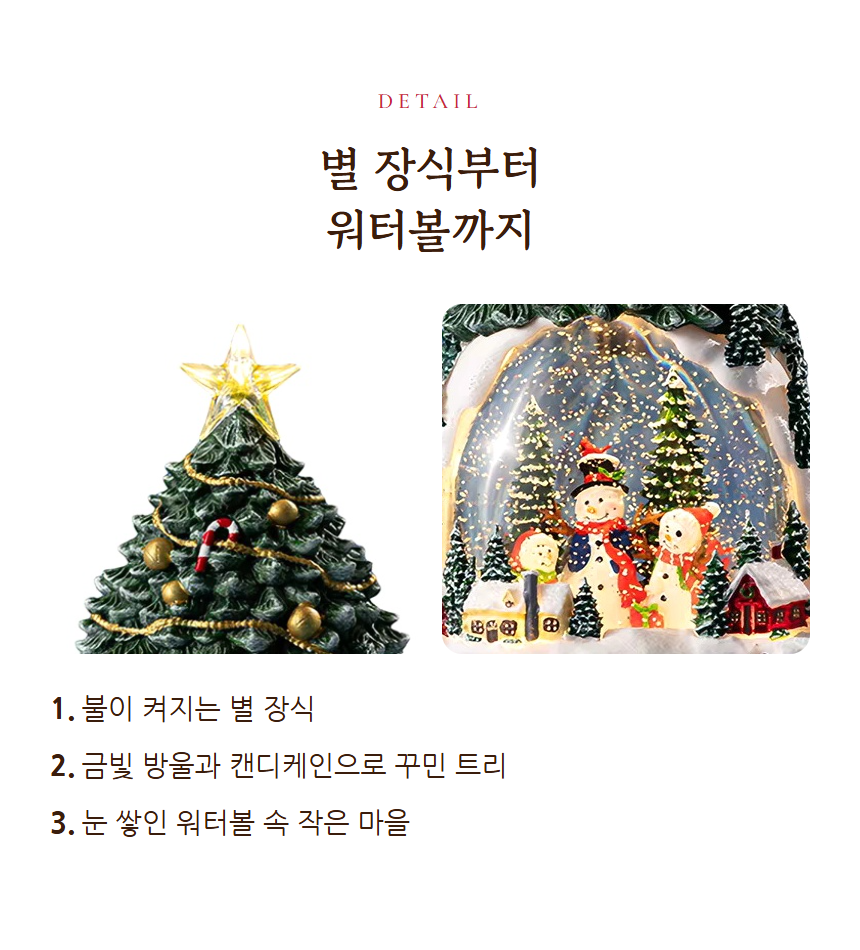 DETAIL
별 장식부터
워터볼까지
1. 불이 켜지는 별 장식
2. 금빛 방울과 캔디케인으로 꾸민 트리
3. 눈 쌓인 워터볼 속 작은 마을